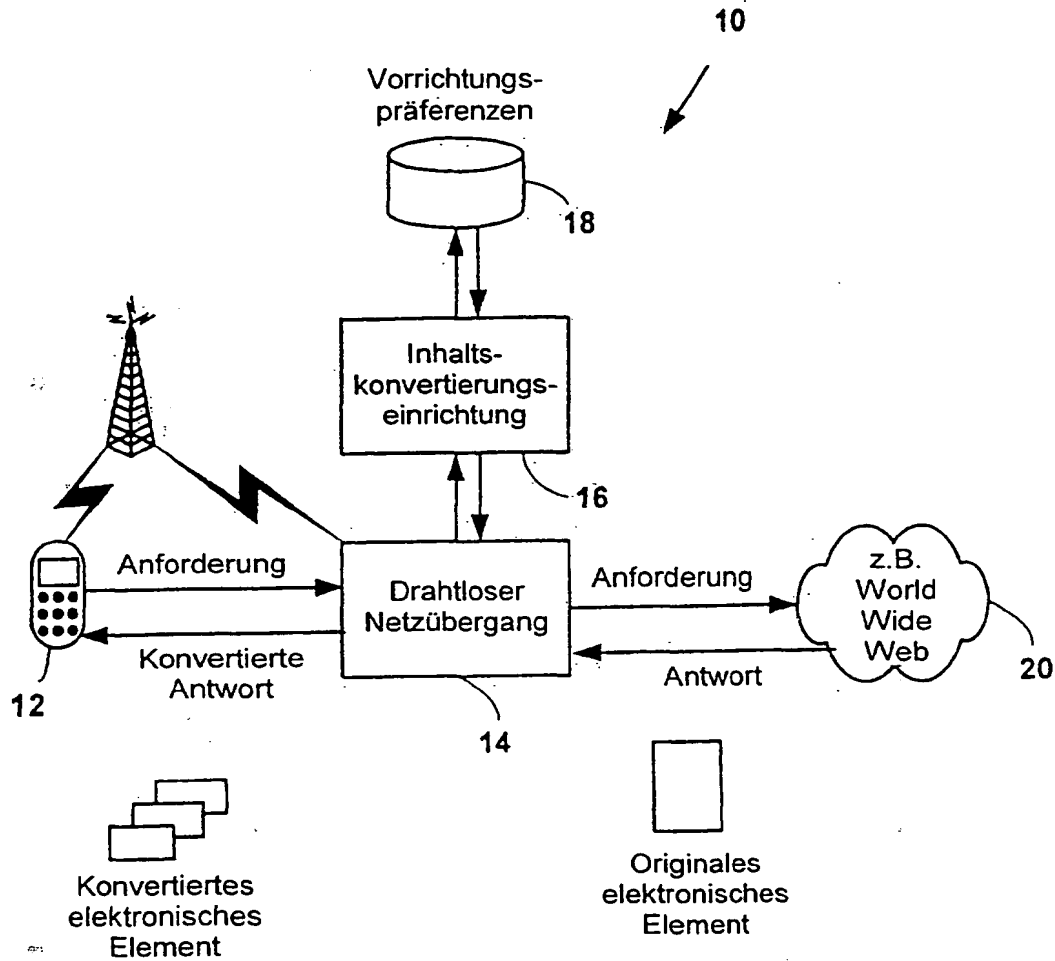 10
Vorrichtungs-
präferenzen
18
Inhalts-
konvertierungs-
einrichtung
16
Anforderung
Drahtloser
Netzübergang
Anforderung
z.B.
World
Wide
Web
Konvertierte
Antwort
Antwort
12
14
20
Konvertiertes
elektronisches
Element
Originales
elektronisches
Element